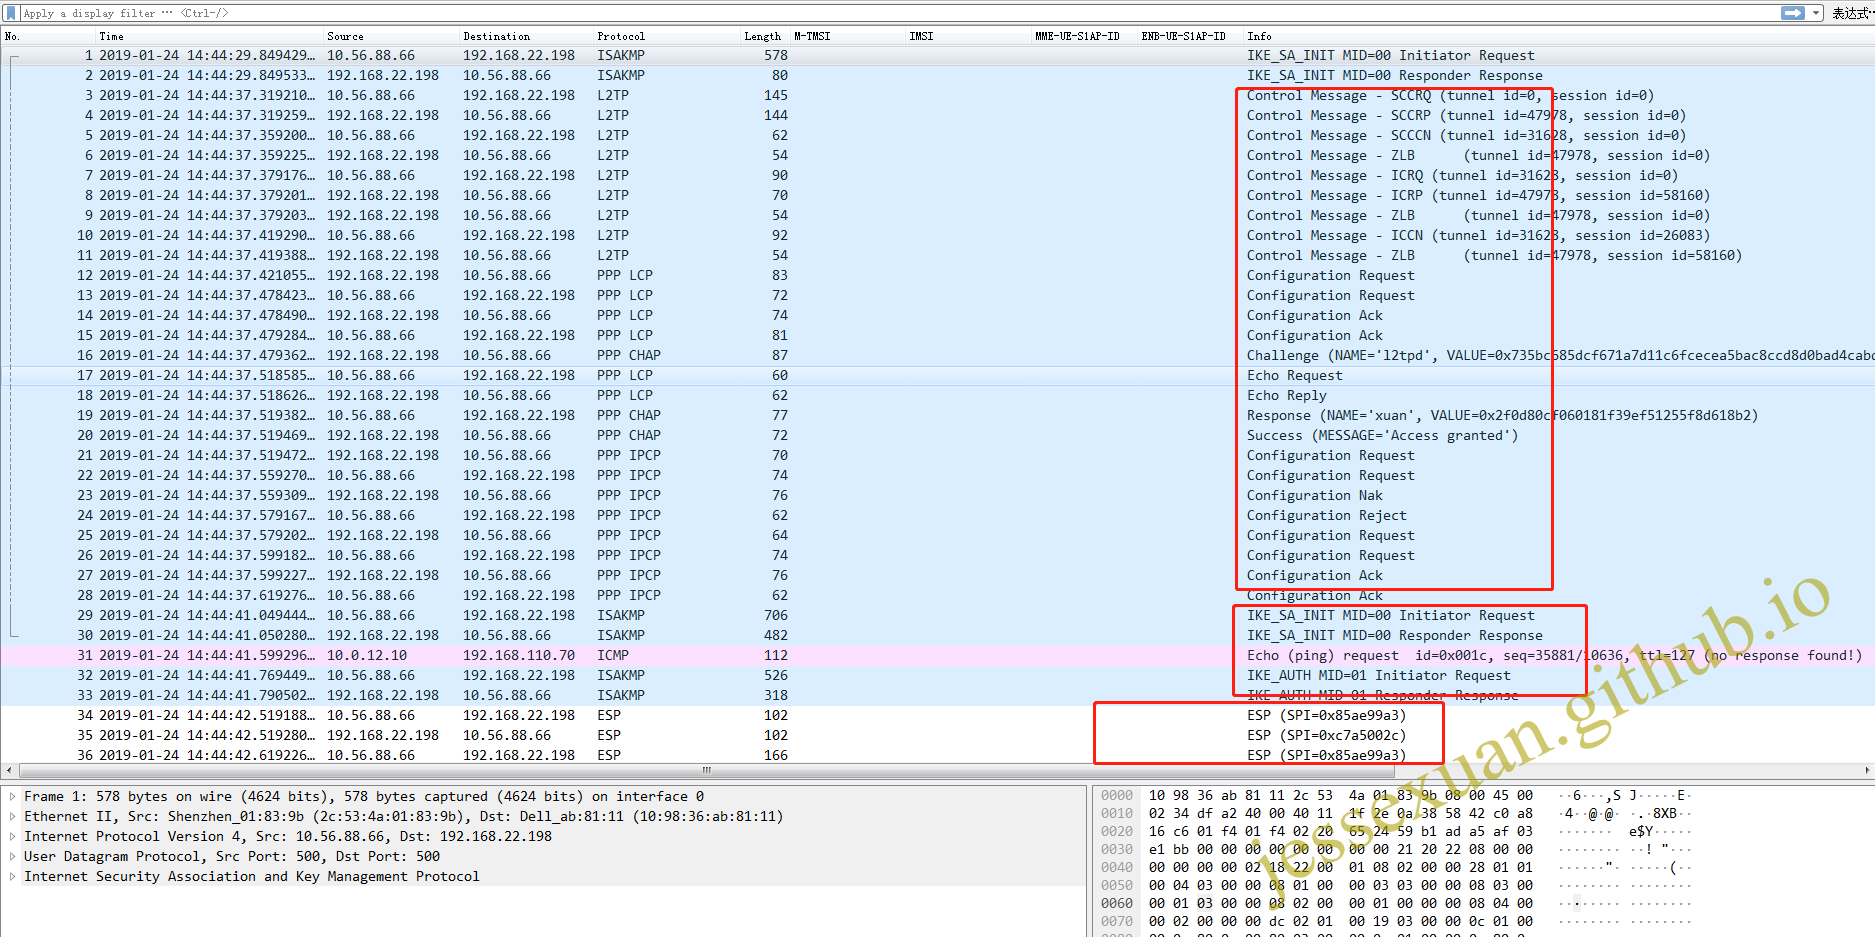 Apply a display filter ⋯ <Ctrl-/> 表达式⋯
No. Time Source Destination Protocol Length M-TMSI IMSI MME-UE-S1AP-ID ENB-UE-S1AP-ID Info
1 2019-01-24 14:44:29.849429… 10.56.88.66 192.168.22.198 ISAKMP 578 IKE_SA_INIT MID=00 Initiator Request
2 2019-01-24 14:44:29.849533… 192.168.22.198 10.56.88.66 ISAKMP 80 IKE_SA_INIT MID=00 Responder Response
3 2019-01-24 14:44:37.319210… 10.56.88.66 192.168.22.198 L2TP 145 Control Message - SCCRQ (tunnel id=0, session id=0)
4 2019-01-24 14:44:37.319259… 192.168.22.198 10.56.88.66 L2TP 144 Control Message - SCCRP (tunnel id=47978, session id=0)
5 2019-01-24 14:44:37.359200… 10.56.88.66 192.168.22.198 L2TP 62 Control Message - SCCCN (tunnel id=31628, session id=0)
6 2019-01-24 14:44:37.359225… 192.168.22.198 10.56.88.66 L2TP 54 Control Message - ZLB (tunnel id=47978, session id=0)
7 2019-01-24 14:44:37.379176… 10.56.88.66 192.168.22.198 L2TP 90 Control Message - ICRQ (tunnel id=31628, session id=0)
8 2019-01-24 14:44:37.379201… 192.168.22.198 10.56.88.66 L2TP 70 Control Message - ICRP (tunnel id=47978, session id=58160)
9 2019-01-24 14:44:37.379203… 192.168.22.198 10.56.88.66 L2TP 54 Control Message - ZLB (tunnel id=47978, session id=0)
10 2019-01-24 14:44:37.419290… 10.56.88.66 192.168.22.198 L2TP 92 Control Message - ICCN (tunnel id=31628, session id=26083)
11 2019-01-24 14:44:37.419388… 192.168.22.198 10.56.88.66 L2TP 54 Control Message - ZLB (tunnel id=47978, session id=58160)
12 2019-01-24 14:44:37.421055… 192.168.22.198 10.56.88.66 PPP LCP 83 Configuration Request
13 2019-01-24 14:44:37.478423… 10.56.88.66 192.168.22.198 PPP LCP 72 Configuration Request
14 2019-01-24 14:44:37.478490… 192.168.22.198 10.56.88.66 PPP LCP 74 Configuration Ack
15 2019-01-24 14:44:37.479284… 10.56.88.66 192.168.22.198 PPP LCP 81 Configuration Ack
16 2019-01-24 14:44:37.479362… 192.168.22.198 10.56.88.66 PPP CHAP 87 Challenge (NAME='l2tpd', VALUE=0x735bc685dcf671a7d11c6fcecea5bac8ccd8d0bad4cabc
17 2019-01-24 14:44:37.518585… 10.56.88.66 192.168.22.198 PPP LCP 60 Echo Request
18 2019-01-24 14:44:37.518626… 192.168.22.198 10.56.88.66 PPP LCP 62 Echo Reply
19 2019-01-24 14:44:37.519382… 10.56.88.66 192.168.22.198 PPP CHAP 77 Response (NAME='xuan', VALUE=0x2f0d80cf060181f39ef51255f8d618b2)
20 2019-01-24 14:44:37.519469… 192.168.22.198 10.56.88.66 PPP CHAP 72 Success (MESSAGE='Access granted')
21 2019-01-24 14:44:37.519472… 192.168.22.198 10.56.88.66 PPP IPCP 70 Configuration Request
22 2019-01-24 14:44:37.559270… 10.56.88.66 192.168.22.198 PPP IPCP 74 Configuration Request
23 2019-01-24 14:44:37.559309… 192.168.22.198 10.56.88.66 PPP IPCP 76 Configuration Nak
24 2019-01-24 14:44:37.579167… 10.56.88.66 192.168.22.198 PPP IPCP 62 Configuration Reject
25 2019-01-24 14:44:37.579202… 192.168.22.198 10.56.88.66 PPP IPCP 64 Configuration Request
26 2019-01-24 14:44:37.599182… 10.56.88.66 192.168.22.198 PPP IPCP 74 Configuration Request
27 2019-01-24 14:44:37.599227… 192.168.22.198 10.56.88.66 PPP IPCP 76 Configuration Ack
28 2019-01-24 14:44:37.619276… 10.56.88.66 192.168.22.198 PPP IPCP 62 Configuration Ack
29 2019-01-24 14:44:41.049444… 10.56.88.66 192.168.22.198 ISAKMP 706 IKE_SA_INIT MID=00 Initiator Request
30 2019-01-24 14:44:41.050280… 192.168.22.198 10.56.88.66 ISAKMP 482 IKE_SA_INIT MID=00 Responder Response
31 2019-01-24 14:44:41.599296… 10.0.12.10 192.168.110.70 ICMP 112 Echo (ping) request id=0x001c, seq=35881/10636, ttl=127 (no response found!)
32 2019-01-24 14:44:41.769449… 10.56.88.66 192.168.22.198 ISAKMP 526 IKE_AUTH MID=01 Initiator Request
33 2019-01-24 14:44:41.790502… 192.168.22.198 10.56.88.66 ISAKMP 318 IKE_AUTH MID=01 Responder Response
34 2019-01-24 14:44:42.519188… 10.56.88.66 192.168.22.198 ESP 102 ESP (SPI=0x85ae99a3)
35 2019-01-24 14:44:42.519280… 192.168.22.198 10.56.88.66 ESP 102 ESP (SPI=0xc7a5002c)
36 2019-01-24 14:44:42.619226… 10.56.88.66 192.168.22.198 ESP 166 ESP (SPI=0x85ae99a3)
Frame 1: 578 bytes on wire (4624 bits), 578 bytes captured (4624 bits) on interface 0
Ethernet II, Src: Shenzhen_01:83:9b (2c:53:4a:01:83:9b), Dst: Dell_ab:81:11 (10:98:36:ab:81:11)
Internet Protocol Version 4, Src: 10.56.88.66, Dst: 192.168.22.198
User Datagram Protocol, Src Port: 500, Dst Port: 500
Internet Security Association and Key Management Protocol
0000 10 98 36 ab 81 11 2c 53 4a 01 83 9b 08 00 45 00 ··6···,S J·····E·
0010 02 34 df a2 40 00 40 11 1f 2e 0a 38 58 42 c0 a8 ·4··@·@· ·.·8XB··
0020 16 c6 01 f4 01 f4 02 20 65 24 59 b1 ad a5 af 03 ······· e$Y·····
0030 e1 bb 00 00 00 00 00 00 00 00 21 20 22 08 00 00 ········ ··! "···
0040 00 00 00 00 02 18 22 00 01 08 02 00 00 28 01 01 ······"· ·····(··
0050 00 04 03 00 00 08 01 00 00 03 03 00 00 08 03 00 ········ ········
0060 00 01 03 00 00 08 02 00 00 01 00 00 00 08 04 00 ········ ········
0070 00 02 00 00 00 dc 02 01 00 19 03 00 00 0c 01 00 ········ ········
jessexuan.github.io